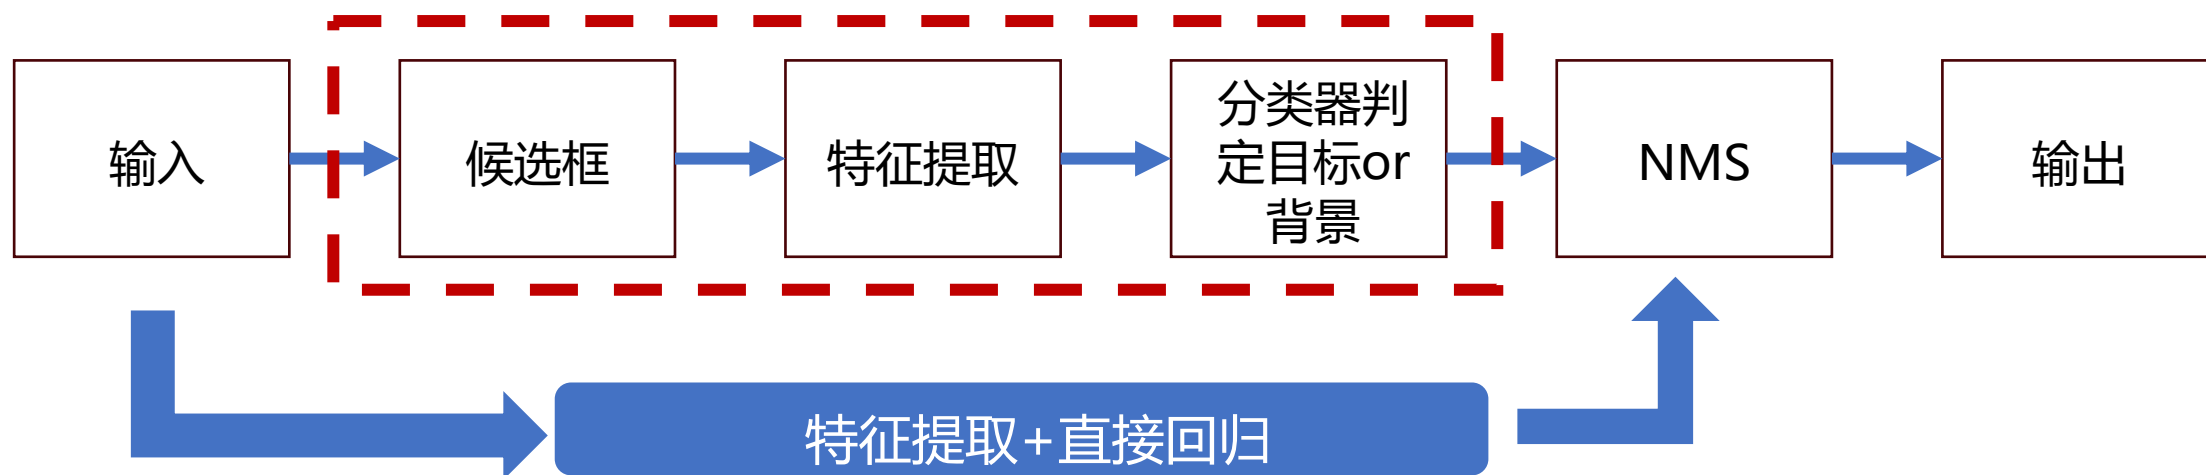 输入
候选框
特征提取
分类器判
定目标or
背景
NMS
输出
特征提取+直接回归